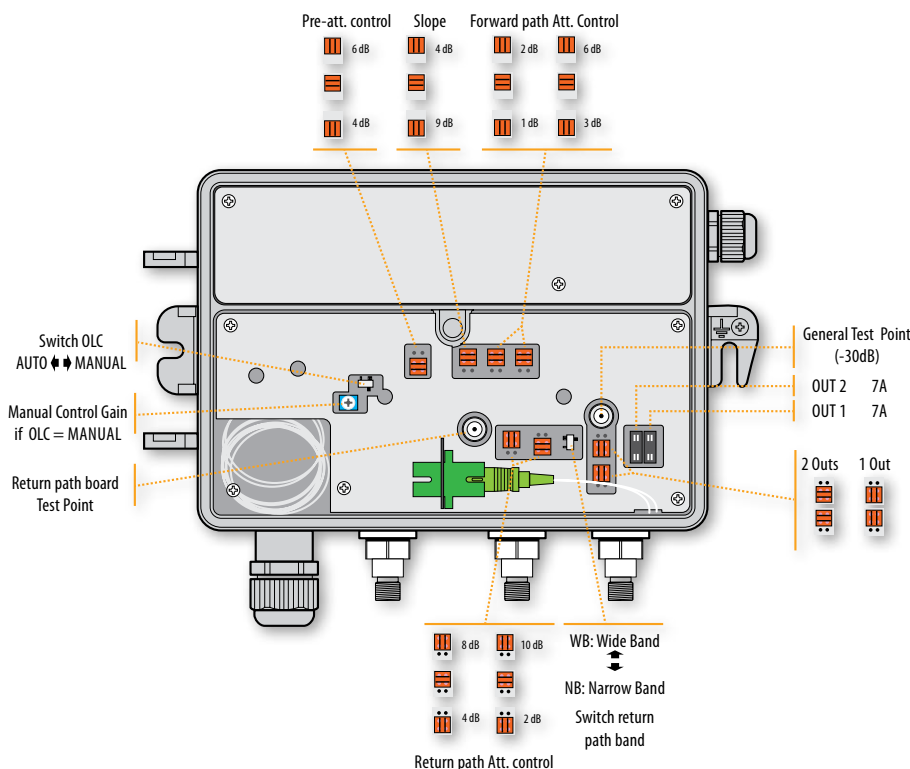 Pre-att. control Slope Forward path Att. Control
6 dB 4 dB 2 dB 6 dB
4 dB 9 dB 1 dB 3 dB
Switch OLC
AUTO MANUAL
Manual Control Gain
if OLC = MANUAL
Return path board
Test Point
General Test Point
(-30dB)
OUT 2 7A
OUT 1 7A
2 Outs 1 Out
8 dB 10 dB
4 dB 2 dB
Return path Att. control
WB: Wide Band
NB: Narrow Band
Switch return
path band